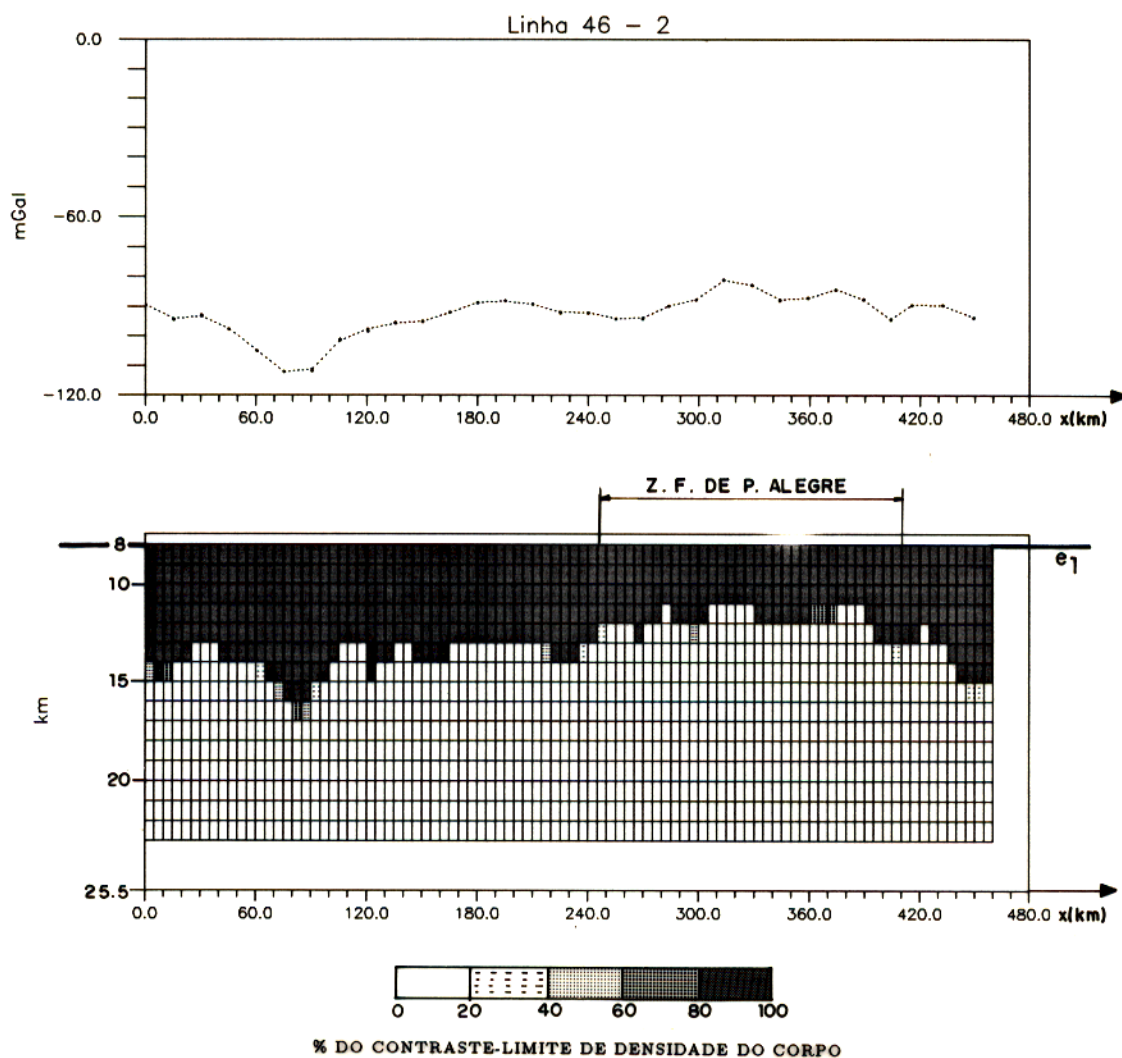 Linha 46 - 2
0.0
mGal
-60.0
-120.0
0.0 60.0 120.0 180.0 240.0 300.0 360.0 420.0 480.0 x(km)
Z. F. DE P. ALEGRE
8
e1
10
15
km
20
25.5
0.0 60.0 120.0 180.0 240.0 300.0 360.0 420.0 480.0 x(km)
0 20 40 60 80 100
% DO CONTRASTE-LIMITE DE DENSIDADE DO CORPO